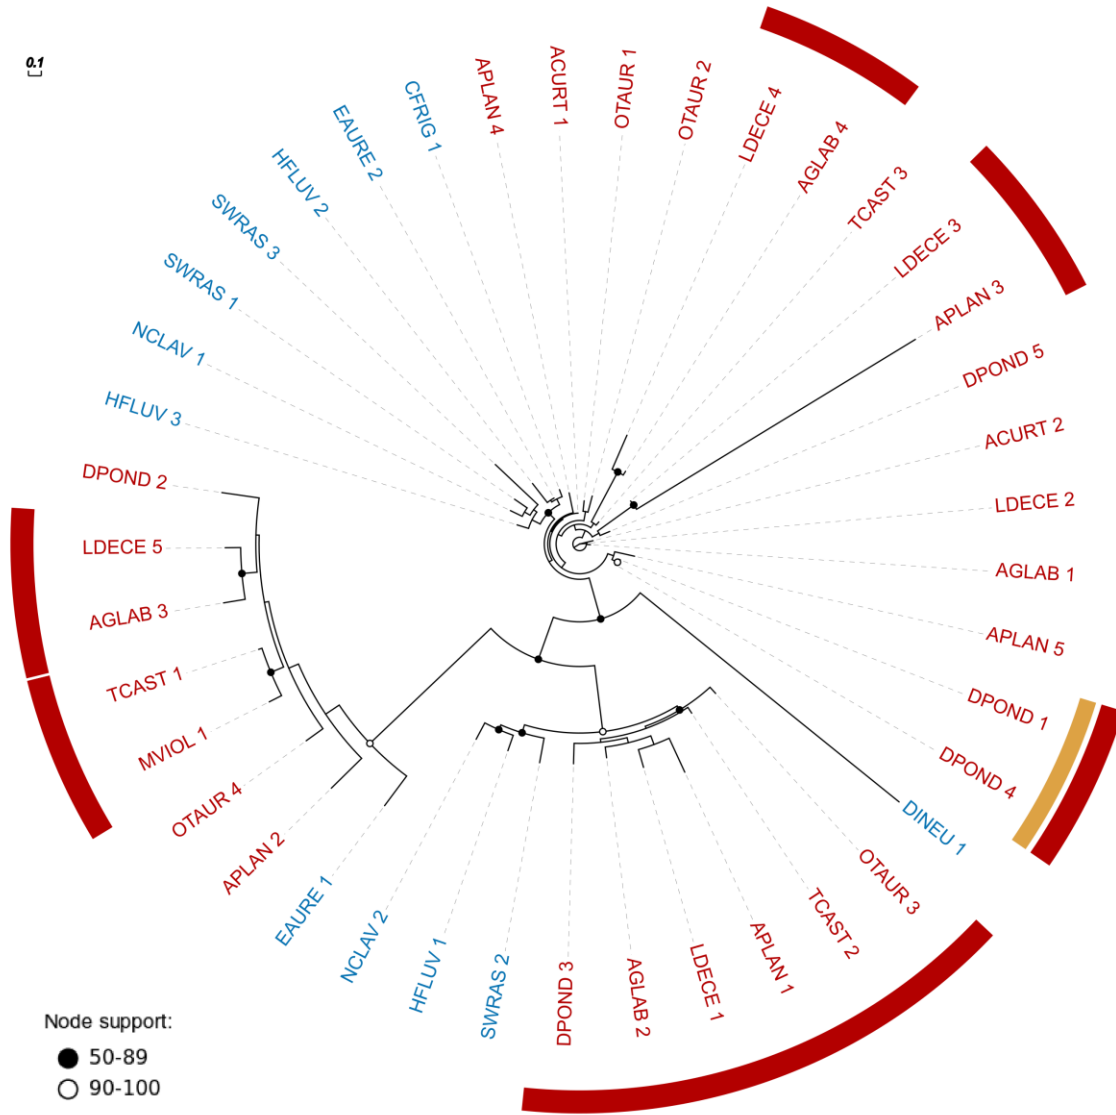 0.1
CFRIG 1
APLAN 4
ACURT 1
OTAUR 1
OTAUR 2
LDECE 4
AGLAB 4
TCAST 3
LDECE 3
APLAN 3
DPOND 5
ACURT 2
LDECE 2
AGLAB 1
APLAN 5
DPOND 1
DPOND 4
DINEU 1
OTAUR 3
TCAST 2
APLAN 1
LDECE 1
AGLAB 2
DPOND 3
SWRAS 2
HFLUV 1
NCLAV 2
EAURE 1
APLAN 2
OTAUR 4
MVIOL 1
TCAST 1
AGLAB 3
LDECE 5
DPOND 2
HFLUV 3
NCLAV 1
SWRAS 1
SWRAS 3
HFLUV 2
EAURE 2
Node support:
50-89
90-100